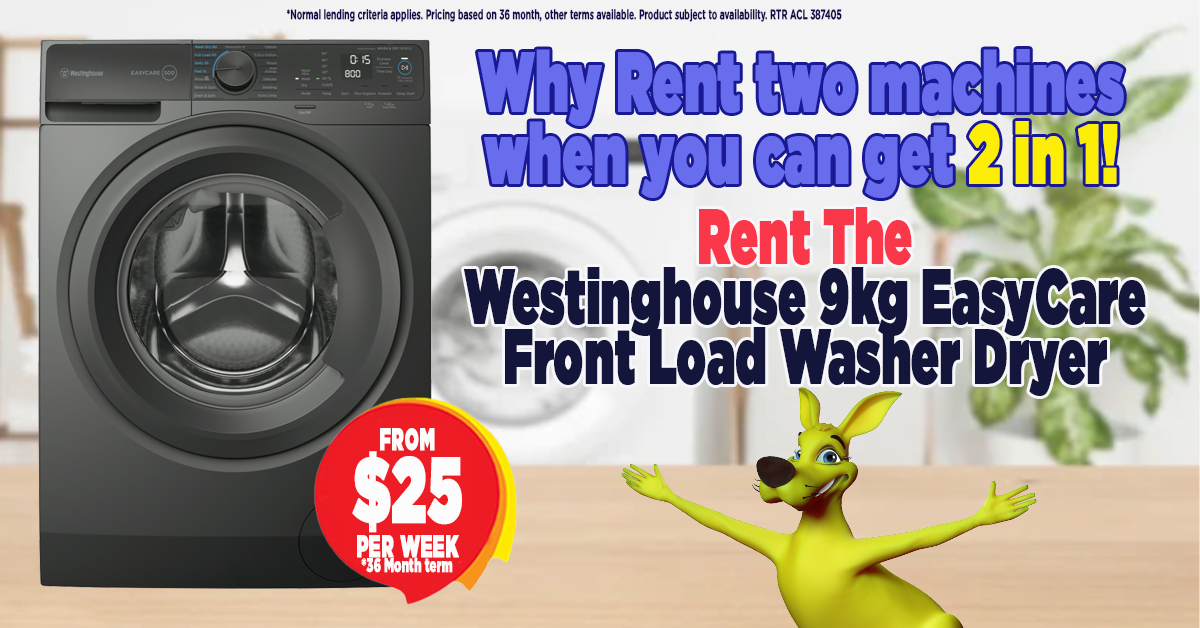 *Normal lending criteria applies. Pricing based on 36 month, other terms available. Product subject to availability. RTR ACL 387405
Westinghouse
EASYCARE 500
0:15
800
Why Rent two machines
when you can get 2 in 1!
Rent The
Westinghouse 9kg EasyCare
Front Load Washer Dryer
FROM
$25
PER WEEK
*36 Month term